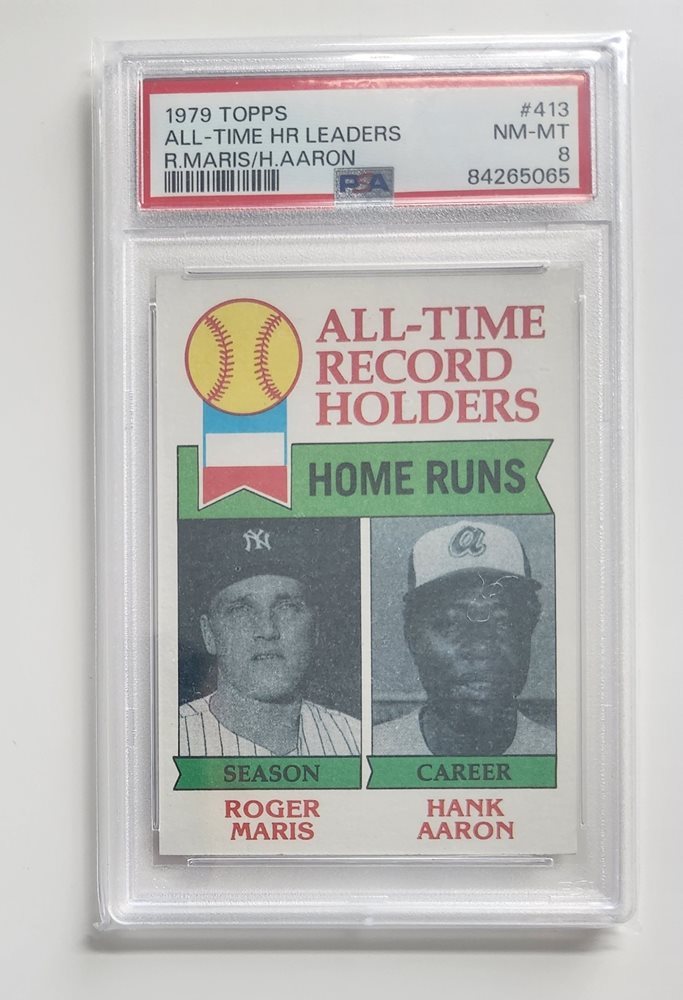 1979 TOPPS #413
ALL-TIME HR LEADERS NM-MT
R.MARIS/H.AARON 8
PSA 84265065
ALL-TIME
RECORD
HOLDERS
HOME RUNS
NY
a
SEASON CAREER
ROGER HANK
MARIS AARON